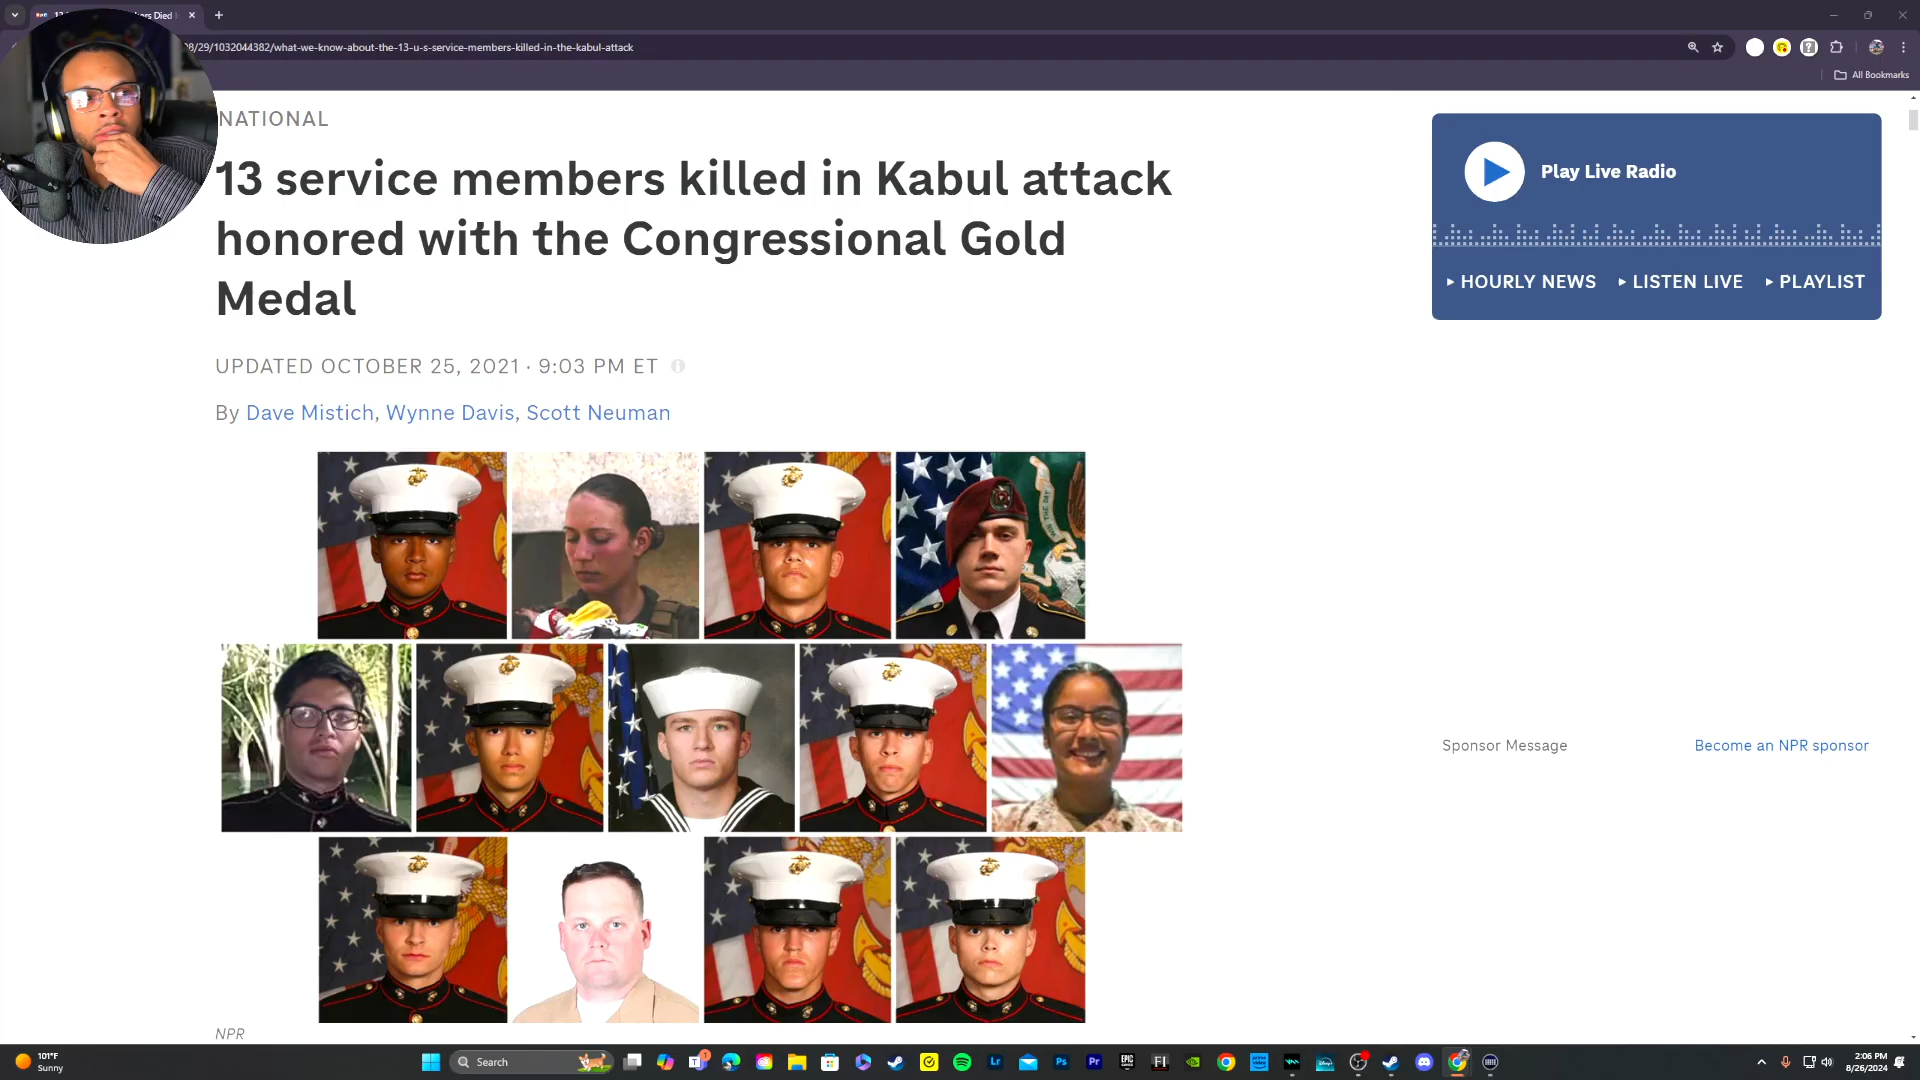 08/29/1032044382/what-we-know-about-the-13-u-s-service-members-killed-in-the-kabul-attack
All Bookmarks
NATIONAL
13 service members killed in Kabul attack
honored with the Congressional Gold
Medal
UPDATED OCTOBER 25, 2021 · 9:03 PM ET
By Dave Mistich, Wynne Davis, Scott Neuman
Play Live Radio
HOURLY NEWS LISTEN LIVE PLAYLIST
Sponsor Message
Become an NPR sponsor
NPR
101°F
Sunny
Search
2:06 PM
8/26/2024